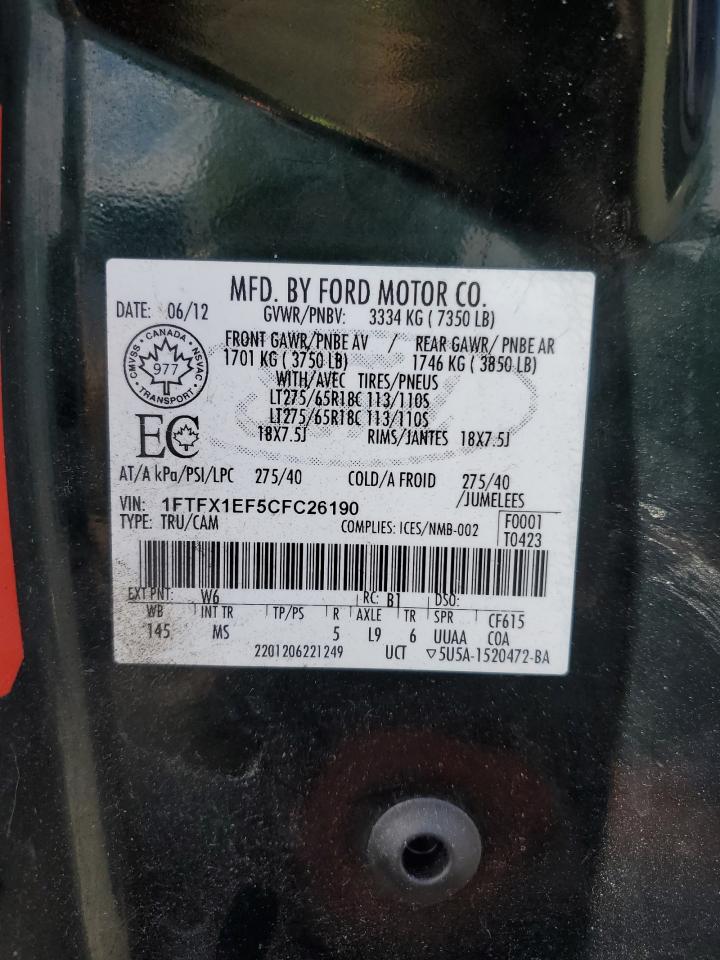 MFD. BY FORD MOTOR CO.
DATE: 06/12 GVWR/PNBV: 3334 KG ( 7350 LB)
FRONT GAWR/PNBE AV / REAR GAWR/ PNBE AR
1701 KG ( 3750 LB) 1746 KG ( 3850 LB)
WITH/AVEC TIRES/PNEUS
LT275/65R18C 113/110S
LT275/65R18C 113/110S
18X7.5J RIMS/JANTES 18X7.5J
CANADA
CMVSS NSVAC
977
TRANSPORT
EC
AT/A kPa/PSI/LPC 275/40 COLD/A FROID 275/40
/JUMELEES
VIN: 1FTFX1EF5CFC26190
TYPE: TRU/CAM COMPLIES: ICES/NMB-002
F0001
T0423
EXT PNT: W6 RC: B1 DSO:
WB INT TR TP/PS R AXLE TR SPR CF615
145 MS 5 L9 6 UUAA COA
2201206221249 UCT ▽5U5A-1520472-BA